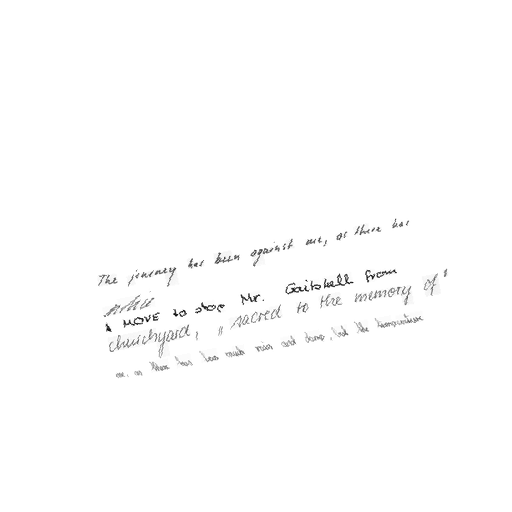 The journey has been against me, as there has
A MOVE to stop Mr. Gaitskell from
churchyard, "sacred to the memory of"
me, as there has been much rain and damp, but the temperature